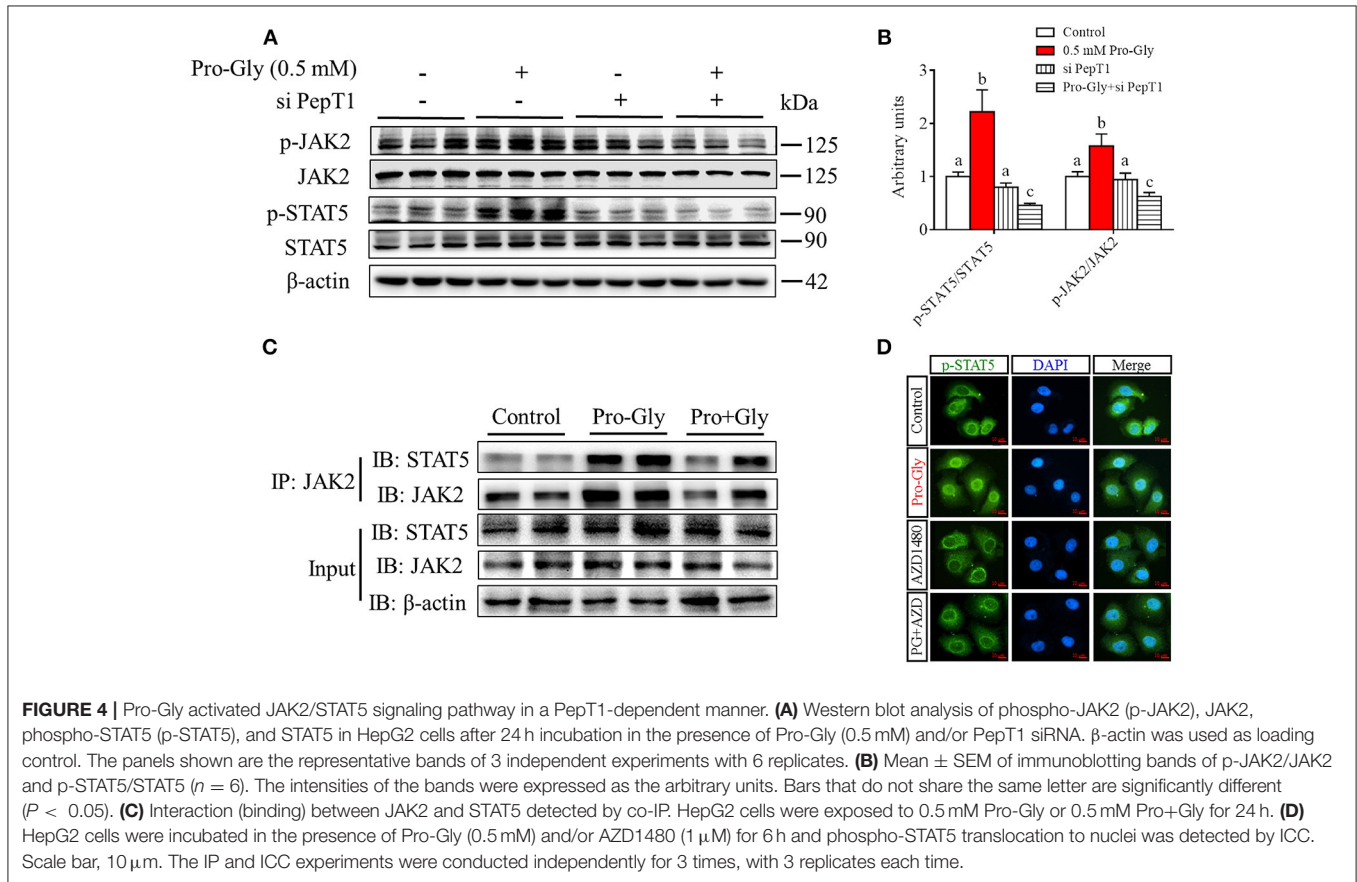 A
Pro-Gly (0.5 mM) - + - +
si PepT1 - - + + kDa
p-JAK2 125
JAK2 125
p-STAT5 90
STAT5 90
β-actin 42
B
Control
0.5 mM Pro-Gly
si PepT1
Pro-Gly+si PepT1
Arbitrary units
3
2
1
0
a b a c
a b a c
p-STAT5/STAT5
p-JAK2/JAK2
C
Control Pro-Gly Pro+Gly
IP: JAK2
IB: STAT5
IB: JAK2
Input
IB: STAT5
IB: JAK2
IB: β-actin
D
p-STAT5 DAPI Merge
Control
Pro-Gly
AZD1480
PG+AZD
FIGURE 4 | Pro-Gly activated JAK2/STAT5 signaling pathway in a PepT1-dependent manner. (A) Western blot analysis of phospho-JAK2 (p-JAK2), JAK2,
phospho-STAT5 (p-STAT5), and STAT5 in HepG2 cells after 24 h incubation in the presence of Pro-Gly (0.5 mM) and/or PepT1 siRNA. β-actin was used as loading
control. The panels shown are the representative bands of 3 independent experiments with 6 replicates. (B) Mean ± SEM of immunoblotting bands of p-JAK2/JAK2
and p-STAT5/STAT5 (n = 6). The intensities of the bands were expressed as the arbitrary units. Bars that do not share the same letter are significantly different
(P < 0.05). (C) Interaction (binding) between JAK2 and STAT5 detected by co-IP. HepG2 cells were exposed to 0.5 mM Pro-Gly or 0.5 mM Pro+Gly for 24 h. (D)
HepG2 cells were incubated in the presence of Pro-Gly (0.5 mM) and/or AZD1480 (1 μM) for 6 h and phospho-STAT5 translocation to nuclei was detected by ICC.
Scale bar, 10 μm. The IP and ICC experiments were conducted independently for 3 times, with 3 replicates each time.